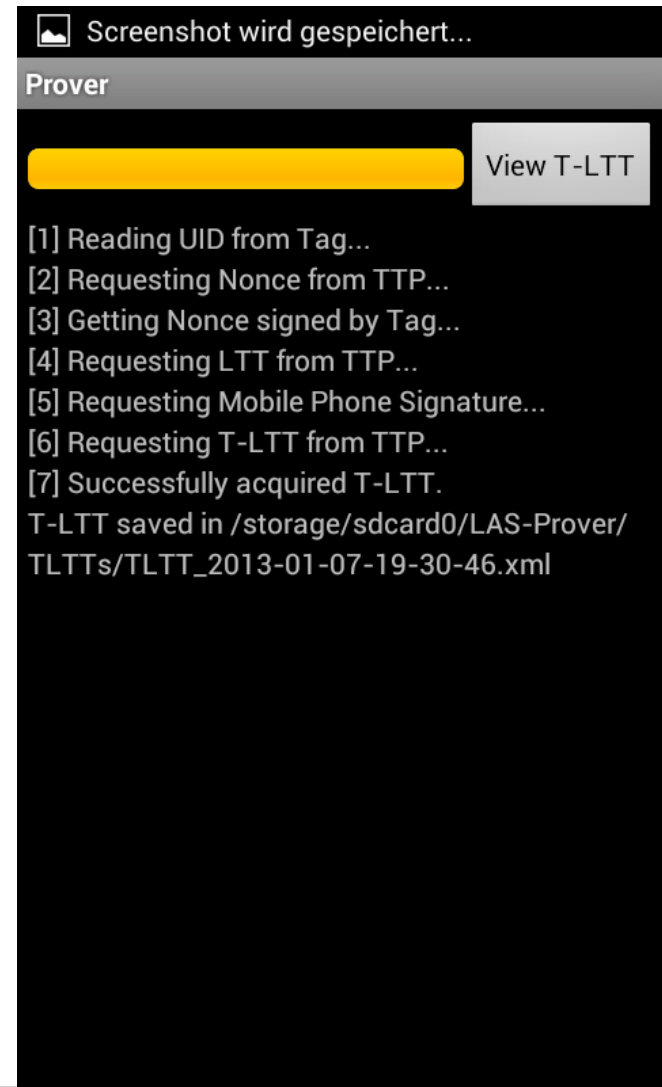 Screenshot wird gespeichert...
Prover
View T-LTT
[1] Reading UID from Tag...
[2] Requesting Nonce from TTP...
[3] Getting Nonce signed by Tag...
[4] Requesting LTT from TTP...
[5] Requesting Mobile Phone Signature...
[6] Requesting T-LTT from TTP...
[7] Successfully acquired T-LTT.
T-LTT saved in /storage/sdcard0/LAS-Prover/
TLTTs/TLTT_2013-01-07-19-30-46.xml